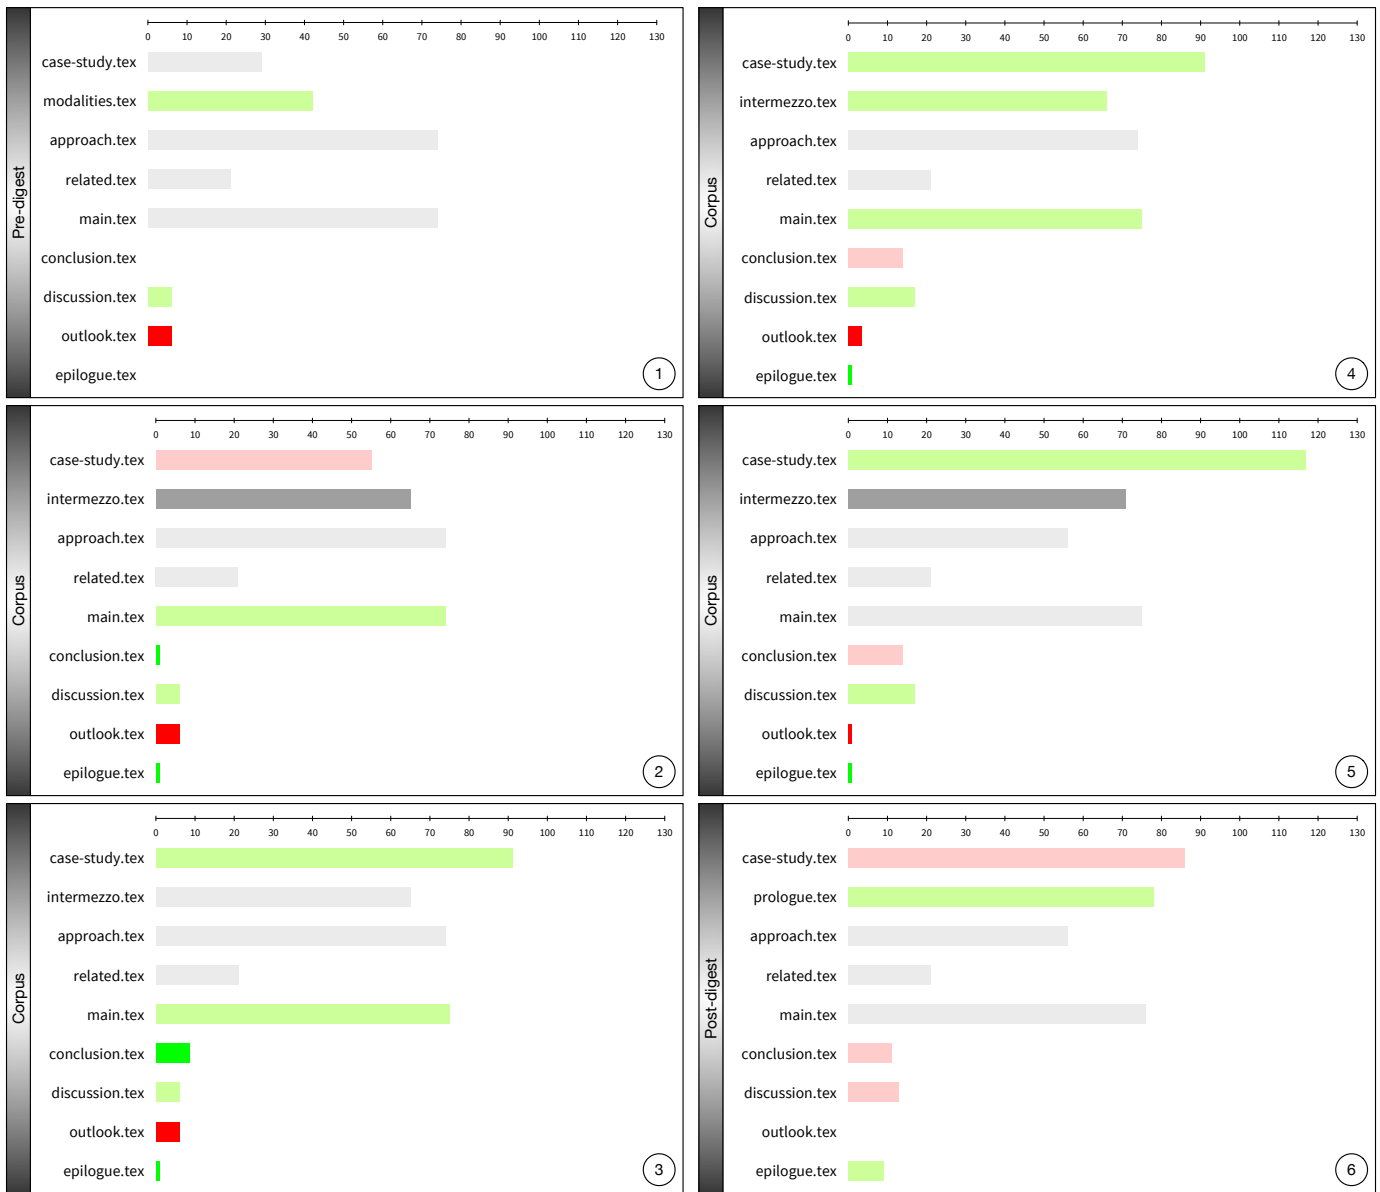 Pre-digest
0 10 20 30 40 50 60 70 80 90 100 110 120 130
case-study.tex
modalities.tex
approach.tex
related.tex
main.tex
conclusion.tex
discussion.tex
outlook.tex
epilogue.tex
1
Corpus
0 10 20 30 40 50 60 70 80 90 100 110 120 130
case-study.tex
intermezzo.tex
approach.tex
related.tex
main.tex
conclusion.tex
discussion.tex
outlook.tex
epilogue.tex
2
Corpus
0 10 20 30 40 50 60 70 80 90 100 110 120 130
case-study.tex
intermezzo.tex
approach.tex
related.tex
main.tex
conclusion.tex
discussion.tex
outlook.tex
epilogue.tex
3
Corpus
0 10 20 30 40 50 60 70 80 90 100 110 120 130
case-study.tex
intermezzo.tex
approach.tex
related.tex
main.tex
conclusion.tex
discussion.tex
outlook.tex
epilogue.tex
4
Corpus
0 10 20 30 40 50 60 70 80 90 100 110 120 130
case-study.tex
intermezzo.tex
approach.tex
related.tex
main.tex
conclusion.tex
discussion.tex
outlook.tex
epilogue.tex
5
Post-digest
0 10 20 30 40 50 60 70 80 90 100 110 120 130
case-study.tex
prologue.tex
approach.tex
related.tex
main.tex
conclusion.tex
discussion.tex
outlook.tex
epilogue.tex
6